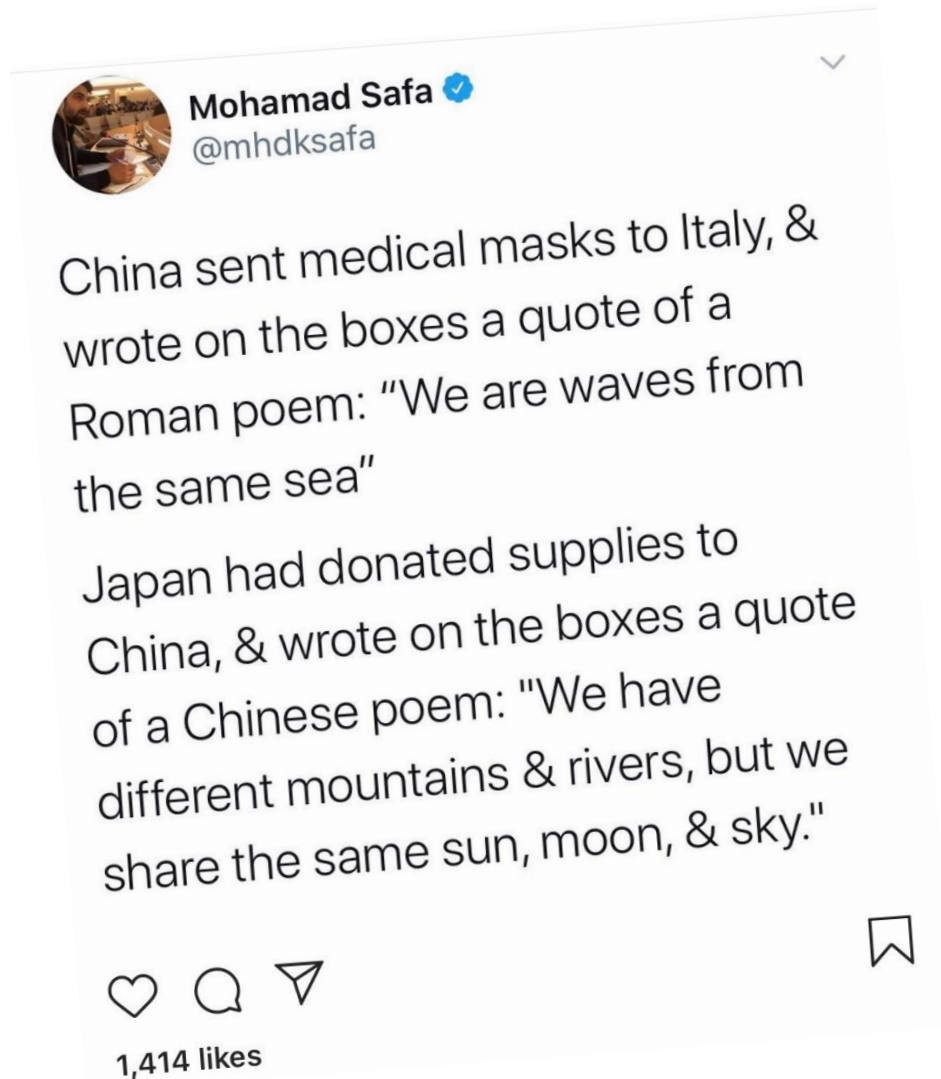 Mohamad Safa
@mhdksafa
China sent medical masks to Italy, &
wrote on the boxes a quote of a
Roman poem: “We are waves from
the same sea”
Japan had donated supplies to
China, & wrote on the boxes a quote
of a Chinese poem: "We have
different mountains & rivers, but we
share the same sun, moon, & sky."
1,414 likes